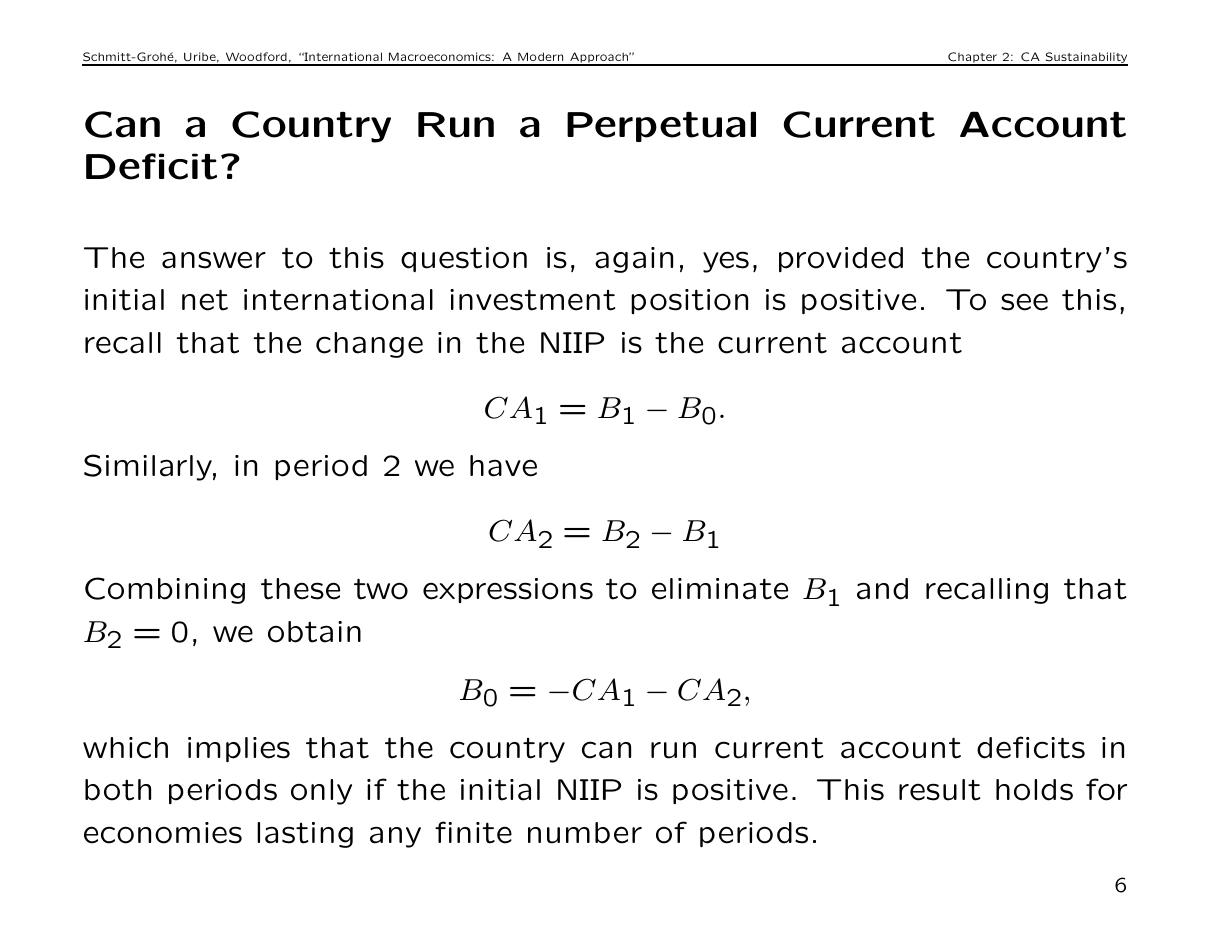 Schmitt-Grohé, Uribe, Woodford, “International Macroeconomics: A Modern Approach” Chapter 2: CA Sustainability
Can a Country Run a Perpetual Current Account
Deficit?
The answer to this question is, again, yes, provided the country’s
initial net international investment position is positive. To see this,
recall that the change in the NIIP is the current account
CA₁ = B₁ − B₀.
Similarly, in period 2 we have
CA₂ = B₂ − B₁
Combining these two expressions to eliminate B₁ and recalling that
B₂ = 0, we obtain
B₀ = −CA₁ − CA₂,
which implies that the country can run current account deficits in
both periods only if the initial NIIP is positive. This result holds for
economies lasting any finite number of periods.
6